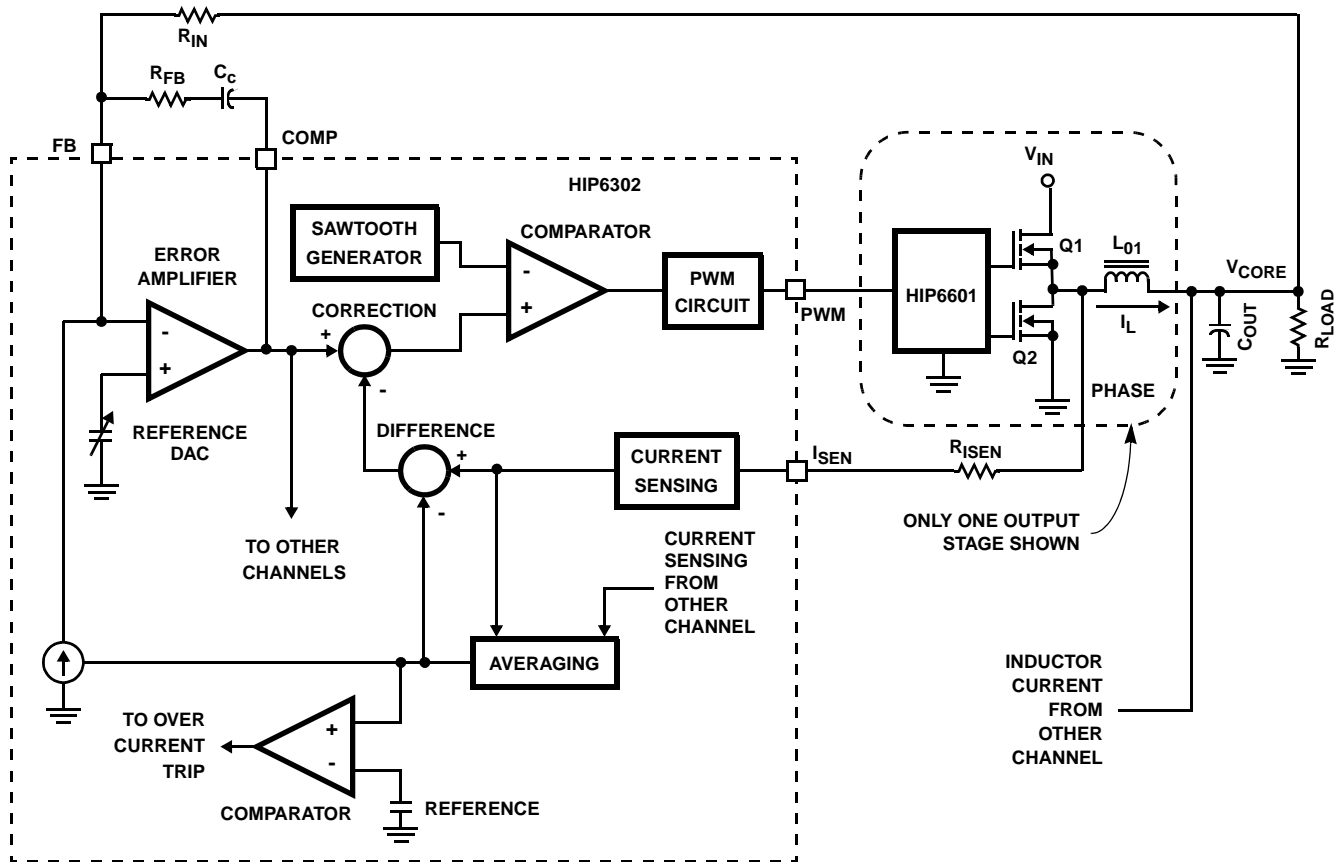 RIN
RFB
Cc
FB
COMP
HIP6302
VIN
SAWTOOTH
GENERATOR
COMPARATOR
-
+
PWM
CIRCUIT
PWM
HIP6601
Q1
Q2
L01
IL
VCORE
COUT
RLOAD
PHASE
ERROR
AMPLIFIER
-
+
CORRECTION
+
-
REFERENCE
DAC
DIFFERENCE
+
-
CURRENT
SENSING
ISEN
RISEN
TO OTHER
CHANNELS
CURRENT
SENSING
FROM
OTHER
CHANNEL
ONLY ONE OUTPUT
STAGE SHOWN
AVERAGING
INDUCTOR
CURRENT
FROM
OTHER
CHANNEL
TO OVER
CURRENT
TRIP
+
-
COMPARATOR
REFERENCE